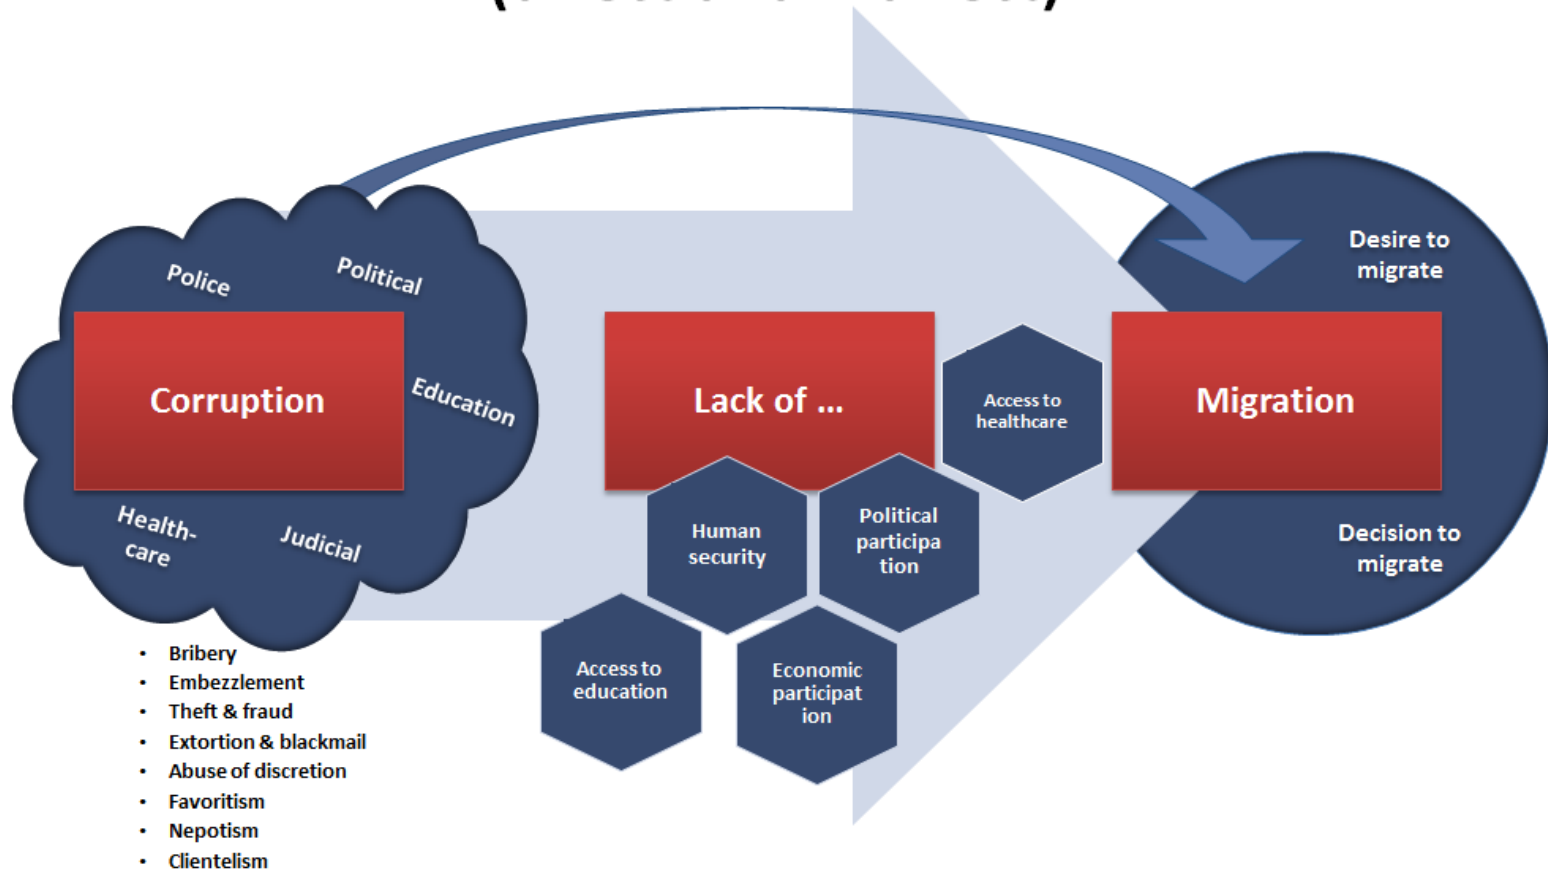 Police
Political
Education
Corruption
Health-
care
Judicial
• Bribery
• Embezzlement
• Theft & fraud
• Extortion & blackmail
• Abuse of discretion
• Favoritism
• Nepotism
• Clientelism
Lack of ...
Access to
healthcare
Human
security
Political
participa
tion
Access to
education
Economic
participat
ion
Migration
Desire to
migrate
Decision to
migrate